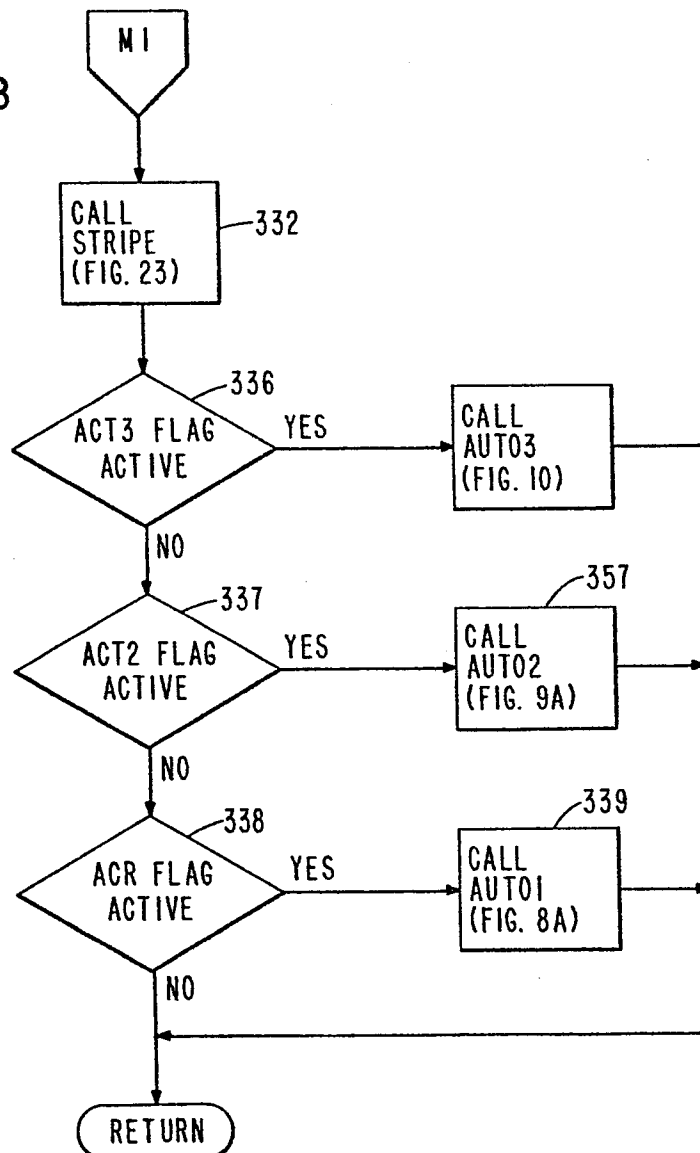 M1
3
CALL
STRIPE
(FIG. 23)
332
336
ACT3 FLAG
ACTIVE
YES
CALL
AUTO3
(FIG. 10)
NO
337
357
ACT2 FLAG
ACTIVE
YES
CALL
AUTO2
(FIG. 9A)
NO
338
339
ACR FLAG
ACTIVE
YES
CALL
AUTO1
(FIG. 8A)
NO
RETURN